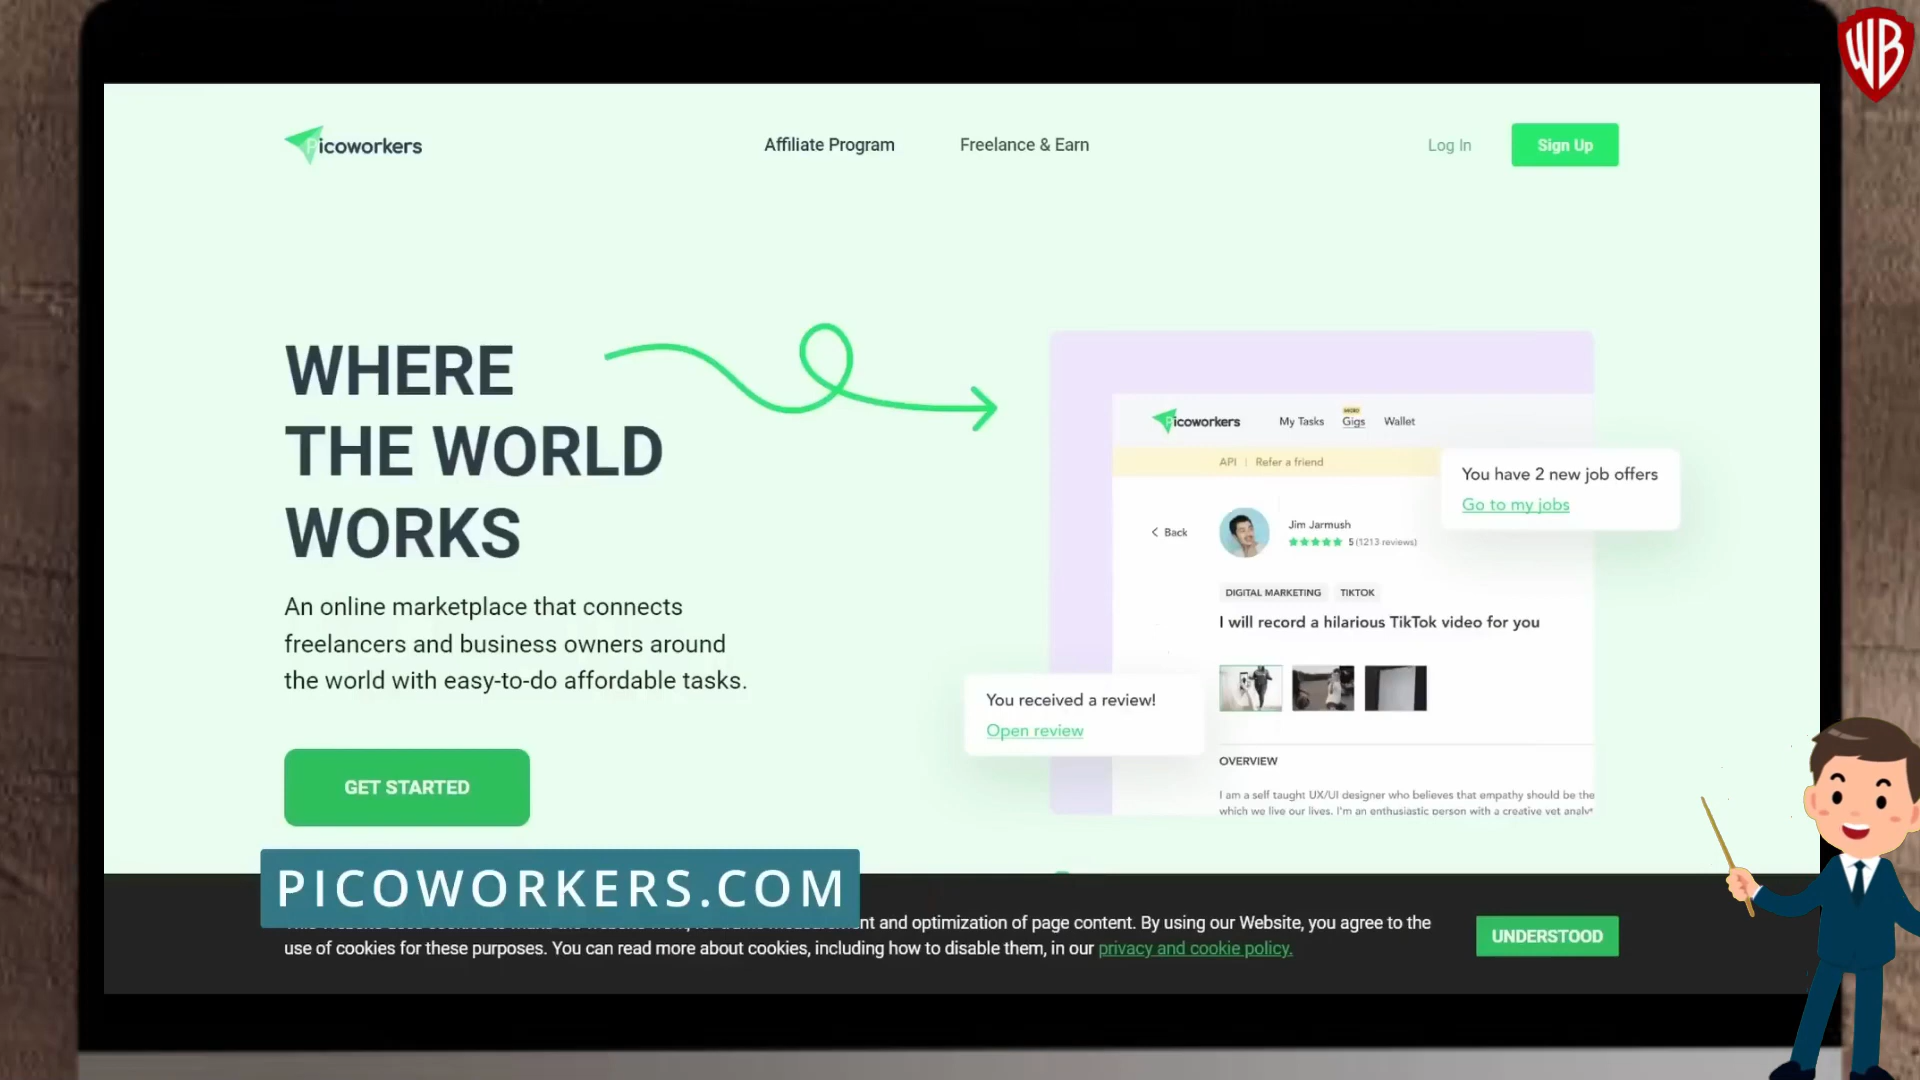 WB
Picoworkers
Affiliate Program
Freelance & Earn
Log In
Sign Up
WHERE
THE WORLD
WORKS
An online marketplace that connects
freelancers and business owners around
the world with easy-to-do affordable tasks.
GET STARTED
Picoworkers
My Tasks
Gigs
Wallet
API | Refer a friend
You have 2 new job offers
Go to my jobs
< Back
Jim Jarmush
5 (1213 reviews)
DIGITAL MARKETING
TIKTOK
I will record a hilarious TikTok video for you
You received a review!
Open review
OVERVIEW
I am a self taught UX/UI designer who believes that empathy should be the
which we live our lives. I'm an enthusiastic person with a creative yet
PICOWORKERS.COM
and optimization of page content. By using our Website, you agree to the
use of cookies for these purposes. You can read more about cookies, including how to disable them, in our privacy and cookie policy.
UNDERSTOOD